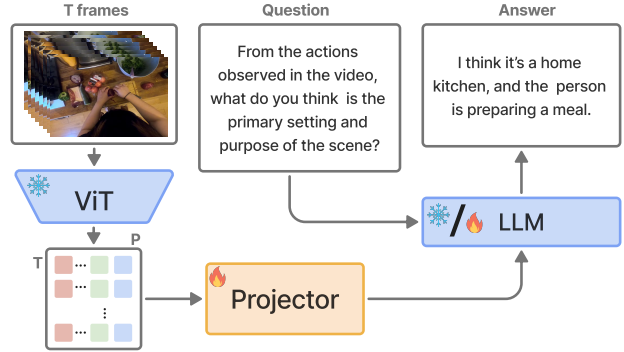 T frames
Question
Answer
From the actions
observed in the video,
what do you think is the
primary setting and
purpose of the scene?
I think it's a home
kitchen, and the person
is preparing a meal.
ViT
/
LLM
P
T
...
...
⋮
...
Projector